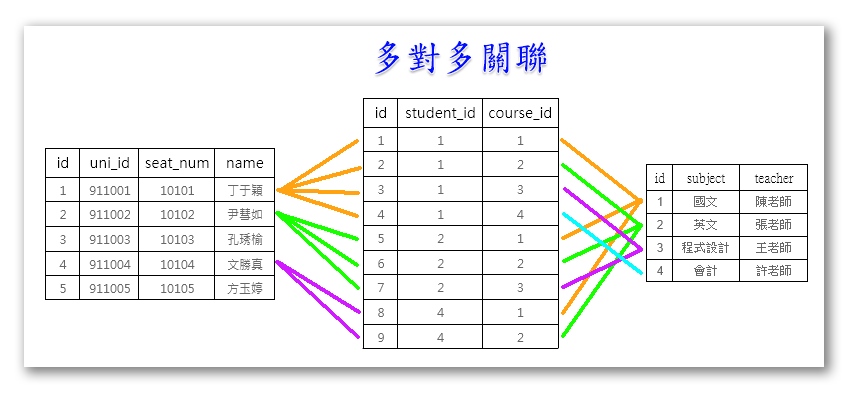 多對多關聯
id uni_id seat_num name
1 911001 10101 丁于穎
2 911002 10102 尹彗如
3 911003 10103 孔琇榆
4 911004 10104 文勝真
5 911005 10105 方玉婷
id student_id course_id
1 1 1
2 1 2
3 1 3
4 1 4
5 2 1
6 2 2
7 2 3
8 4 1
9 4 2
id subject teacher
1 國文 陳老師
2 英文 張老師
3 程式設計 王老師
4 會計 許老師